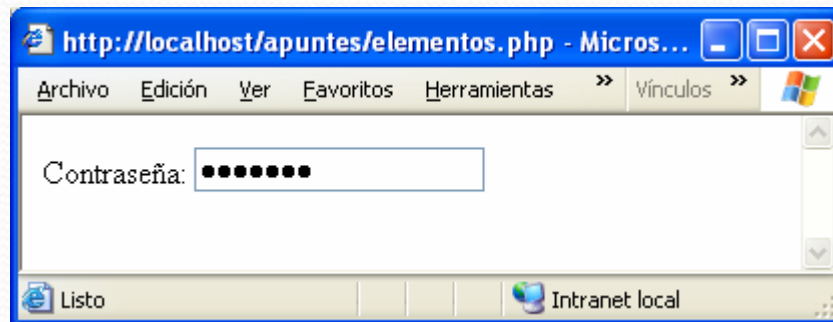 http://localhost/apuntes/elementos.php - Micros...
Archivo Edición Ver Favoritos Herramientas » Vínculos »
Contraseña: •••••••
Listo Intranet local